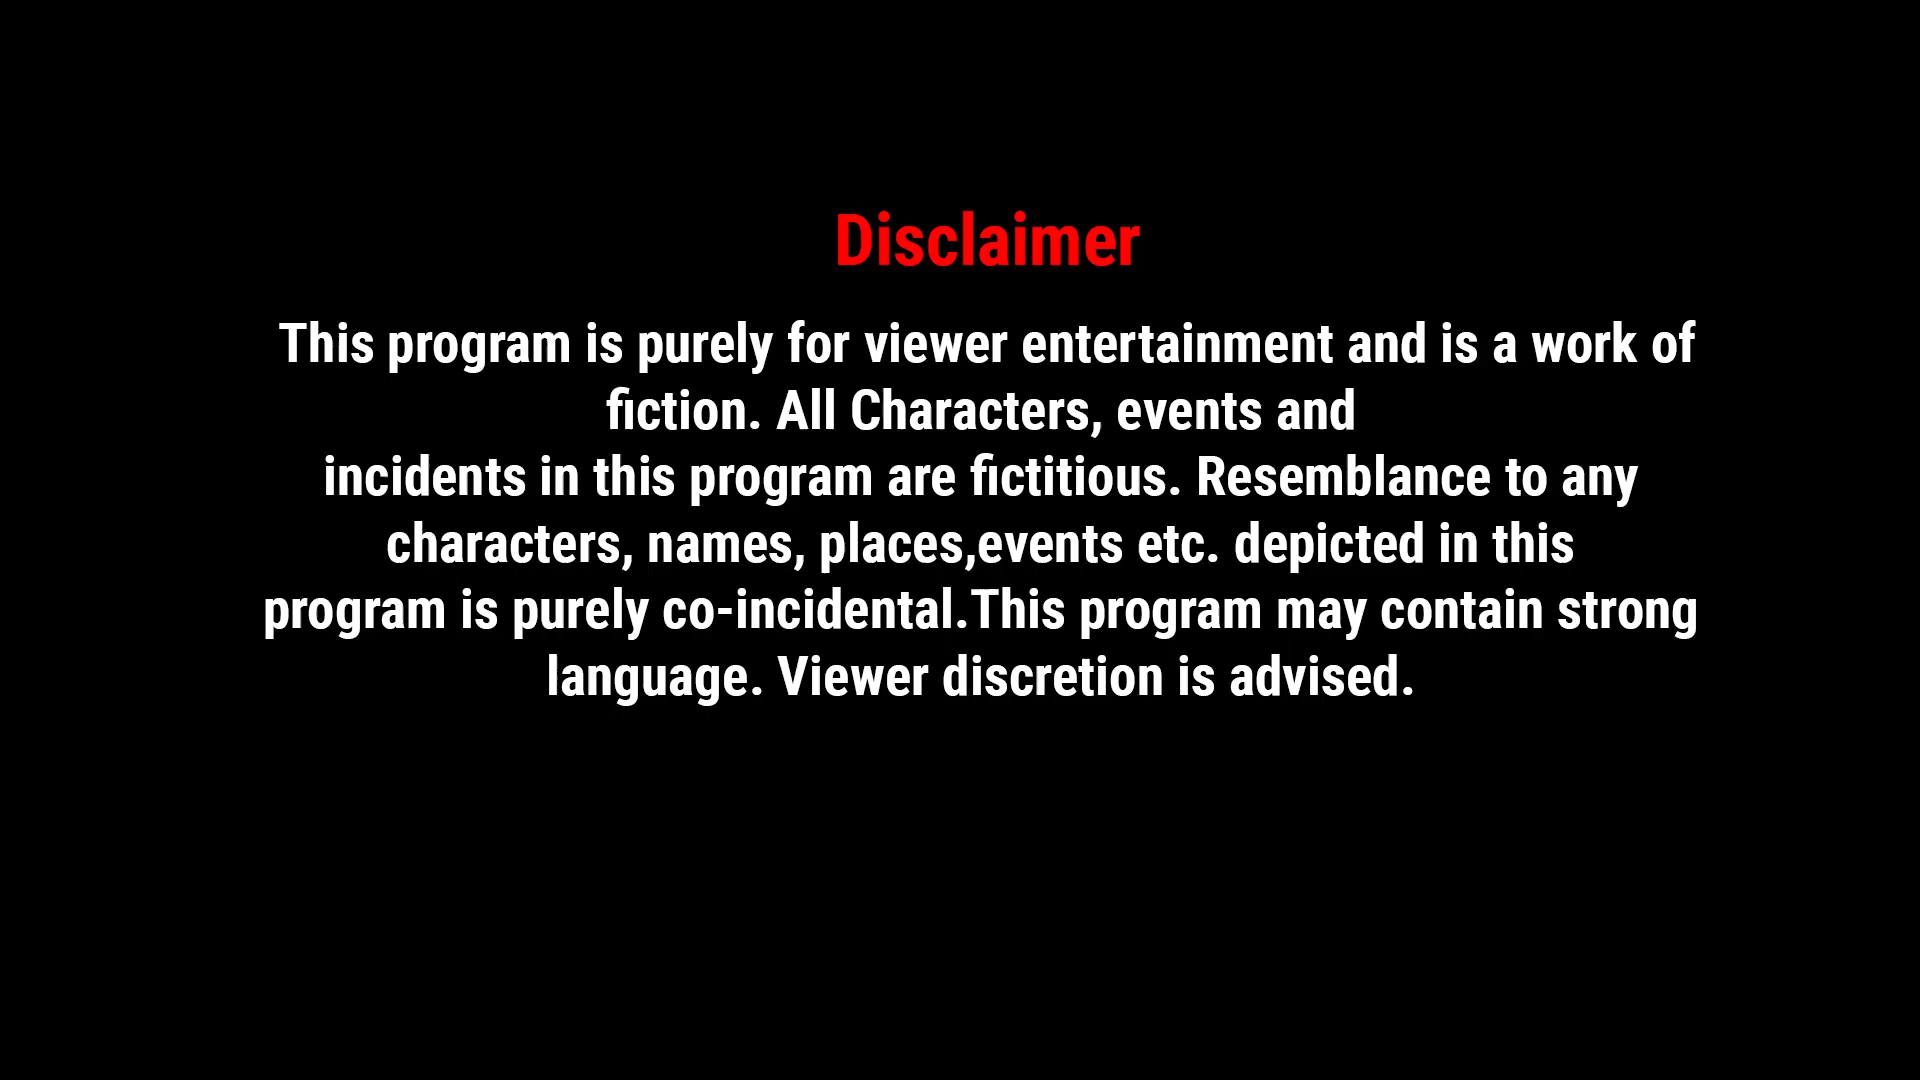 Disclaimer
This program is purely for viewer entertainment and is a work of
fiction. All Characters, events and
incidents in this program are fictitious. Resemblance to any
characters, names, places,events etc. depicted in this
program is purely co-incidental.This program may contain strong
language. Viewer discretion is advised.